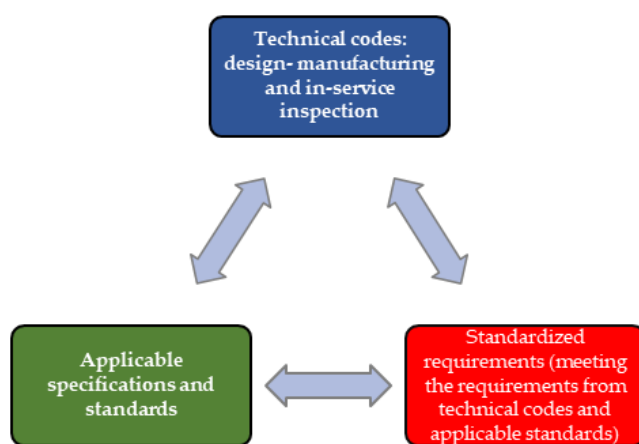 Technical codes:
design- manufacturing
and in-service
inspection
Applicable
specifications and
standards
Standardized
requirements (meeting
the requirements from
technical codes and
applicable standards)